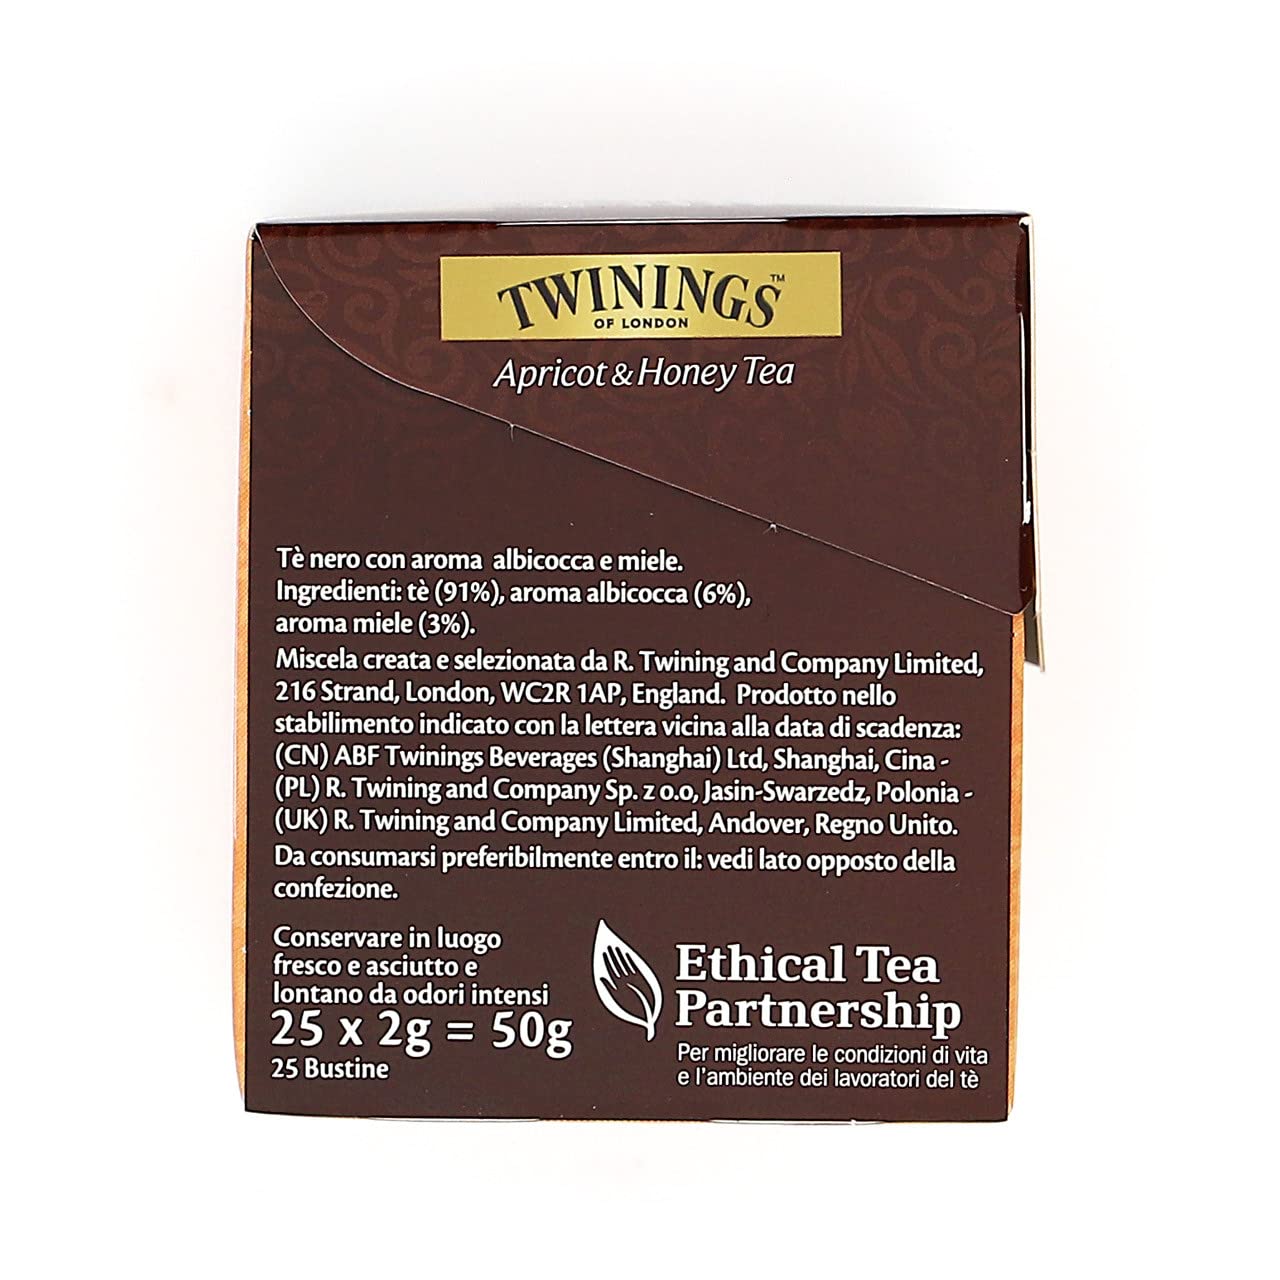 TWININGS™
OF LONDON
Apricot & Honey Tea
Tè nero con aroma albicocca e miele.
Ingredienti: tè (91%), aroma albicocca (6%),
aroma miele (3%).
Miscela creata e selezionata da R. Twining and Company Limited,
216 Strand, London, WC2R 1AP, England. Prodotto nello
stabilimento indicato con la lettera vicina alla data di scadenza:
(CN) ABF Twinings Beverages (Shanghai) Ltd, Shanghai, Cina -
(PL) R. Twining and Company Sp. z o.o, Jasin-Swarzedz, Polonia -
(UK) R. Twining and Company Limited, Andover, Regno Unito.
Da consumarsi preferibilmente entro il: vedi lato opposto della
confezione.
Conservare in luogo
fresco e asciutto e
lontano da odori intensi
25 x 2g = 50g
25 Bustine
Ethical Tea
Partnership
Per migliorare le condizioni di vita
e l'ambiente dei lavoratori del tè